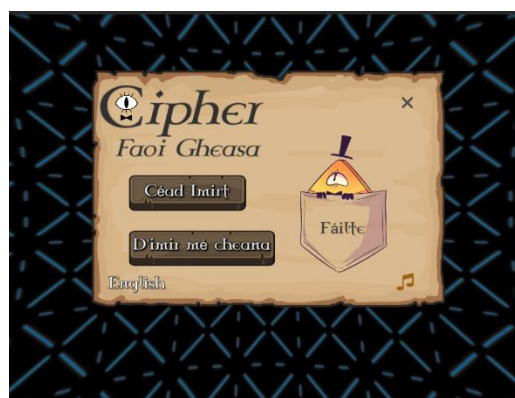 Cipher
Faoi Gheasa
Céad Imirt
Fáilte
D'imir mé cheana
English